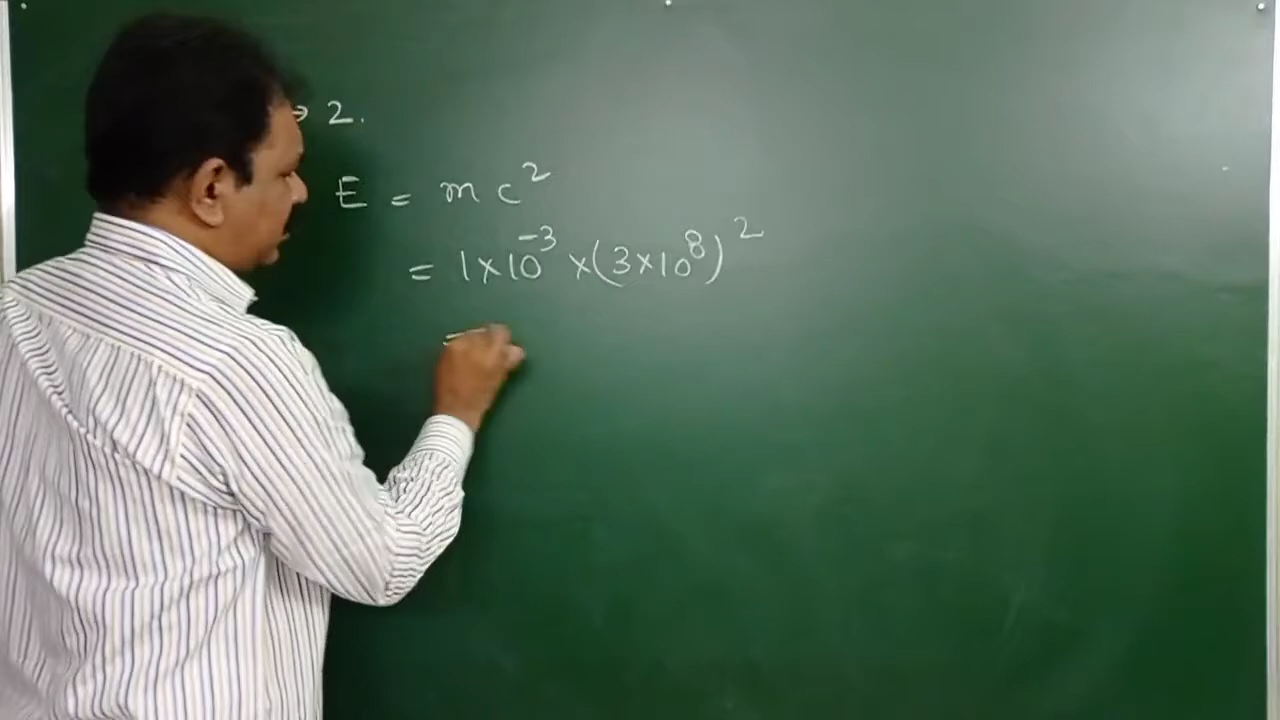 → 2.
E = mc²
= 1×10⁻³ × (3×10⁸)²
=